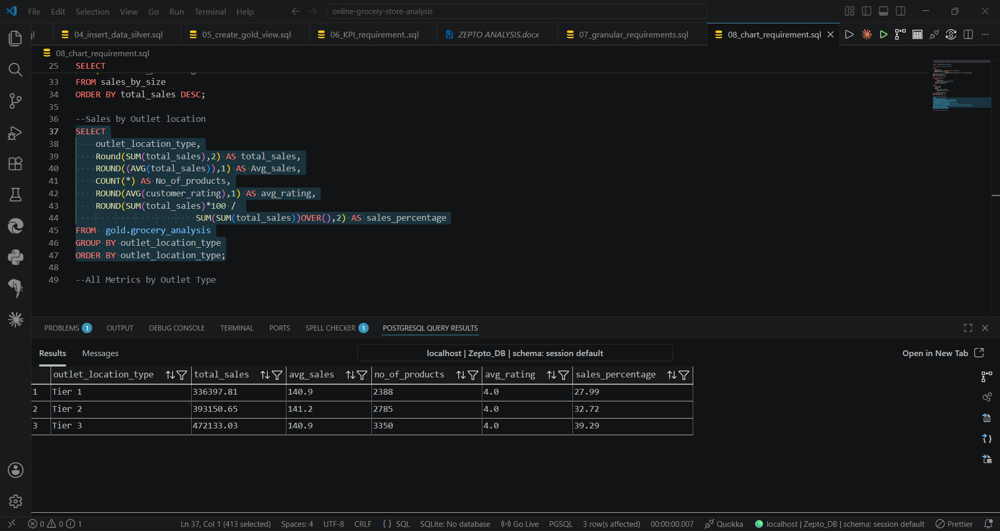 File Edit Selection View Go Run Terminal Help
online-grocery-store-analysis
04_insert_data_silver.sql
05_create_gold_view.sql
06_KPI_requirement..sql
ZEPTO ANALYSIS.docx
07_granular_requirements.sql
08_chart_requirement.sql
08_chart_requirement.sql
25 SELECT
33 FROM sales_by_size
34 ORDER BY total_sales DESC;
35
36 --Sales by Outlet location
37 SELECT
38 outlet_location_type,
39 Round(SUM(total_sales),2) AS total_sales,
40 ROUND((AVG(total_sales)),1) AS Avg_sales,
41 COUNT(*) AS No_of_products,
42 ROUND(AVG(customer_rating),1) AS avg_rating,
43 ROUND(SUM(total_sales)*100 /
44 SUM(SUM(total_sales))OVER(),2) AS sales_percentage
45 FROM  gold.grocery_analysis
46 GROUP BY outlet_location_type
47 ORDER BY outlet_location_type;
48
49 --All Metrics by Outlet Type
PROBLEMS 1 OUTPUT DEBUG CONSOLE TERMINAL PORTS SPELL CHECKER 1 POSTGRESQL QUERY RESULTS
Results Messages localhost | Zepto_DB | schema: session default Open in New Tab
outlet_location_type total_sales avg_sales no_of_products avg_rating sales_percentage
1 Tier 1 336397.81 140.9 2388 4.0 27.99
2 Tier 2 393150.65 141.2 2785 4.0 32.72
3 Tier 3 472133.03 140.9 3350 4.0 39.29
0 0 1 Ln 37, Col 1 (413 selected) Spaces: 4 UTF-8 CRLF { } SQL SQLite: No database Go Live PGSQL 3 row(s affected) 00:00:00.007 Quokka localhost | Zepto_DB | schema: session default Prettier